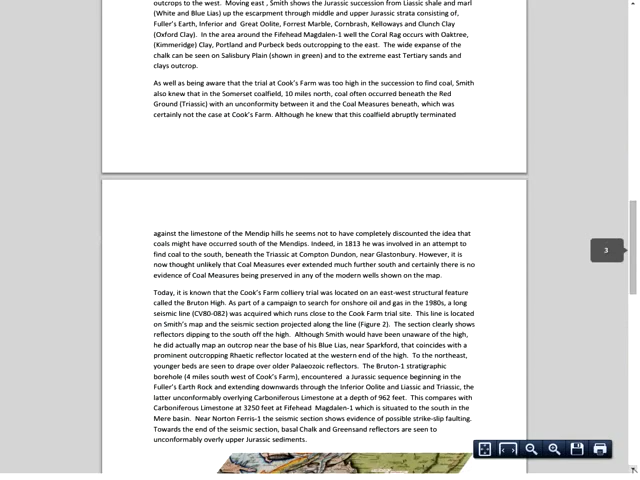 outcrops to the west.  Moving east , Smith shows the Jurassic succession from Liassic shale and marl
(White and Blue Lias) up the escarpment through middle and upper Jurassic strata consisting of,
Fuller's Earth, Inferior and  Great Oolite, Forrest Marble, Cornbrash, Kelloways and Clunch Clay
(Oxford Clay).  In the area around the Fifehead Magdalen-1 well the Coral Rag occurs with Oaktree,
(Kimmeridge) Clay, Portland and Purbeck beds outcropping to the east.  The wide expanse of the
chalk can be seen on Salisbury Plain (shown in green) and to the extreme east Tertiary sands and
clays outcrop.
As well as being aware that the trial at Cook's Farm was too high in the succession to find coal, Smith
also knew that in the Somerset coalfield, 10 miles north, coal often occurred beneath the Red
Ground (Triassic) with an unconformity between it and the Coal Measures beneath, which was
certainly not the case at Cook's Farm. Although he knew that this coalfield abruptly terminated
against the limestone of the Mendip hills he seems not to have completely discounted the idea that
coals might have occurred south of the Mendips. Indeed, in 1813 he was involved in an attempt to
find coal to the south, beneath the Triassic at Compton Dundon, near Glastonbury. However, it is
now thought unlikely that Coal Measures ever extended much further south and certainly there is no
evidence of Coal Measures being preserved in any of the modern wells shown on the map.
3
Today, it is known that the Cook's Farm colliery trial was located on an east-west structural feature
called the Bruton High. As part of a campaign to search for onshore oil and gas in the 1980s, a long
seismic line (CV80-082) was acquired which runs close to the Cook Farm trial site.  This line is located
on Smith's map and the seismic section projected along the line (Figure 2).  The section clearly shows
reflectors dipping to the south off the high.  Although Smith would have been unaware of the high,
he did actually map an outcrop near the base of his Blue Lias, near Sparkford, that coincides with a
prominent outcropping Rhaetic reflector located at the western end of the high.  To the northeast,
younger beds are seen to drape over older Palaeozoic reflectors.  The Bruton-1 stratigraphic
borehole (4 miles south west of Cook's Farm), encountered  a Jurassic sequence beginning in the
Fuller's Earth Rock and extending downwards through the Inferior Oolite and Liassic and Triassic, the
latter unconformably overlying Carboniferous Limestone at a depth of 962 feet.  This compares with
Carboniferous Limestone at 3250 feet at Fifehead  Magdalen-1 which is situated to the south in the
Mere basin.  Near Norton Ferris-1 the seismic section shows evidence of possible strike-slip faulting.
Towards the end of the seismic section, basal Chalk and Greensand reflectors are seen to
unconformably overly upper Jurassic sediments.